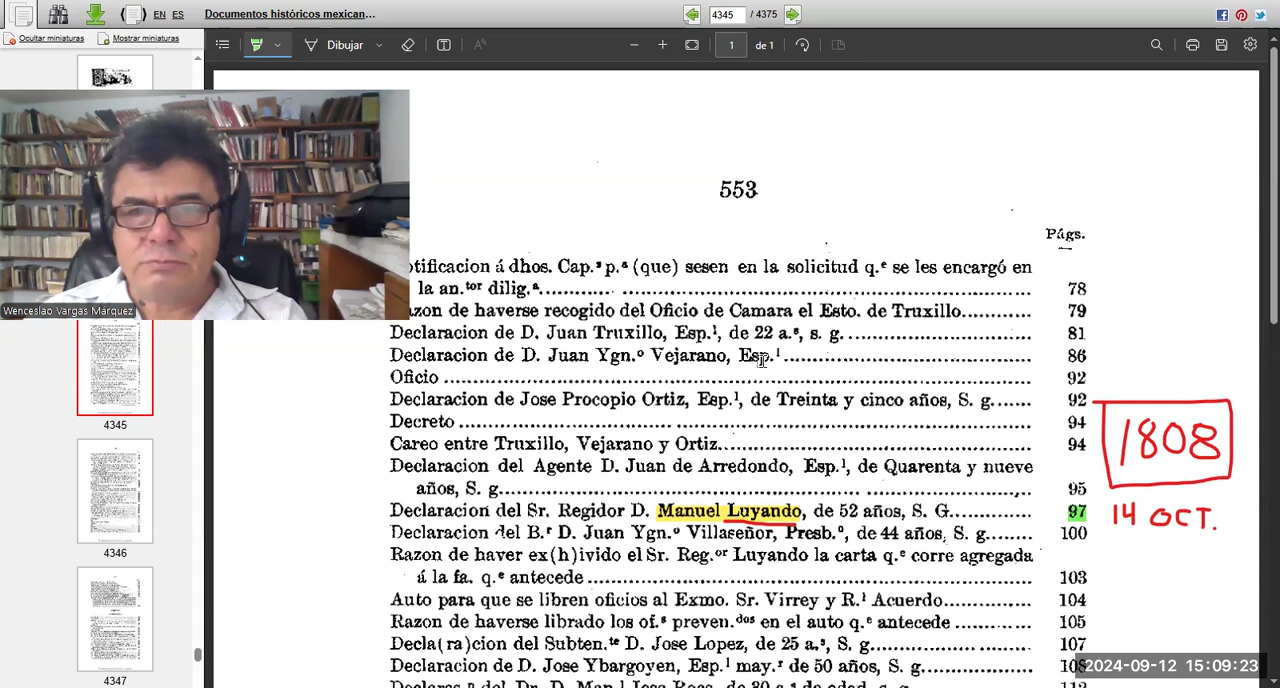 EN ES Documentos históricos mexican... 4345 / 4375
Ocultar miniaturas Mostrar miniaturas
Dibujar 1 de 1
Wenceslao Vargas Márquez
4345
4346
4347
553
Págs.
otificacion á dhos. Cap.ˢ p.ᵃ (que) sesen en la solicitud q.ᵉ se les encargó en
la an.ᵗᵒʳ dilig.ᵃ. 78
azon de haverse recogido del Oficio de Camara el Esto. de Truxillo 79
Declaracion de D. Juan Truxillo, Esp.ˡ, de 22 a.ˢ, s. g. 81
Declaracion de D. Juan Ygn.º Vejarano, Esp.ˡ 86
Oficio 92
Declaracion de Jose Procopio Ortiz, Esp.ˡ, de Treinta y cinco años, S. g. 92
Decreto 94
Careo entre Truxillo, Vejarano y Ortiz 94
Declaracion del Agente D. Juan de Arredondo, Esp.ˡ, de Quarenta y nueve
años, S. g. 95
Declaracion del Sr. Regidor D. Manuel Luyando, de 52 años, S. G. 97
Declaracion del B.ʳ D. Juan Ygn.º Villaseñor, Presb.º, de 44 años, S. g. 100
Razon de haver ex(h)ivido el Sr. Reg.ᵒʳ Luyando la carta q.ᵉ corre agregada
á la fa. q.ᵉ antecede 103
Auto para que se libren oficios al Exmo. Sr. Virrey y R.ˡ Acuerdo 104
Razon de haverse librado los of.ˢ preven.ᵈᵒˢ en el auto q.ᵉ antecede 105
Decla(ra)cion del Subten.ᵗᵉ D. Jose Lopez, de 25 a.ˢ, S. g. 107
Declaracion de D. Jose Ybargoyen, Esp.ˡ may.ʳ de 50 años, S. g. 108
1808
14 OCT.
2024-09-12 15:09:23